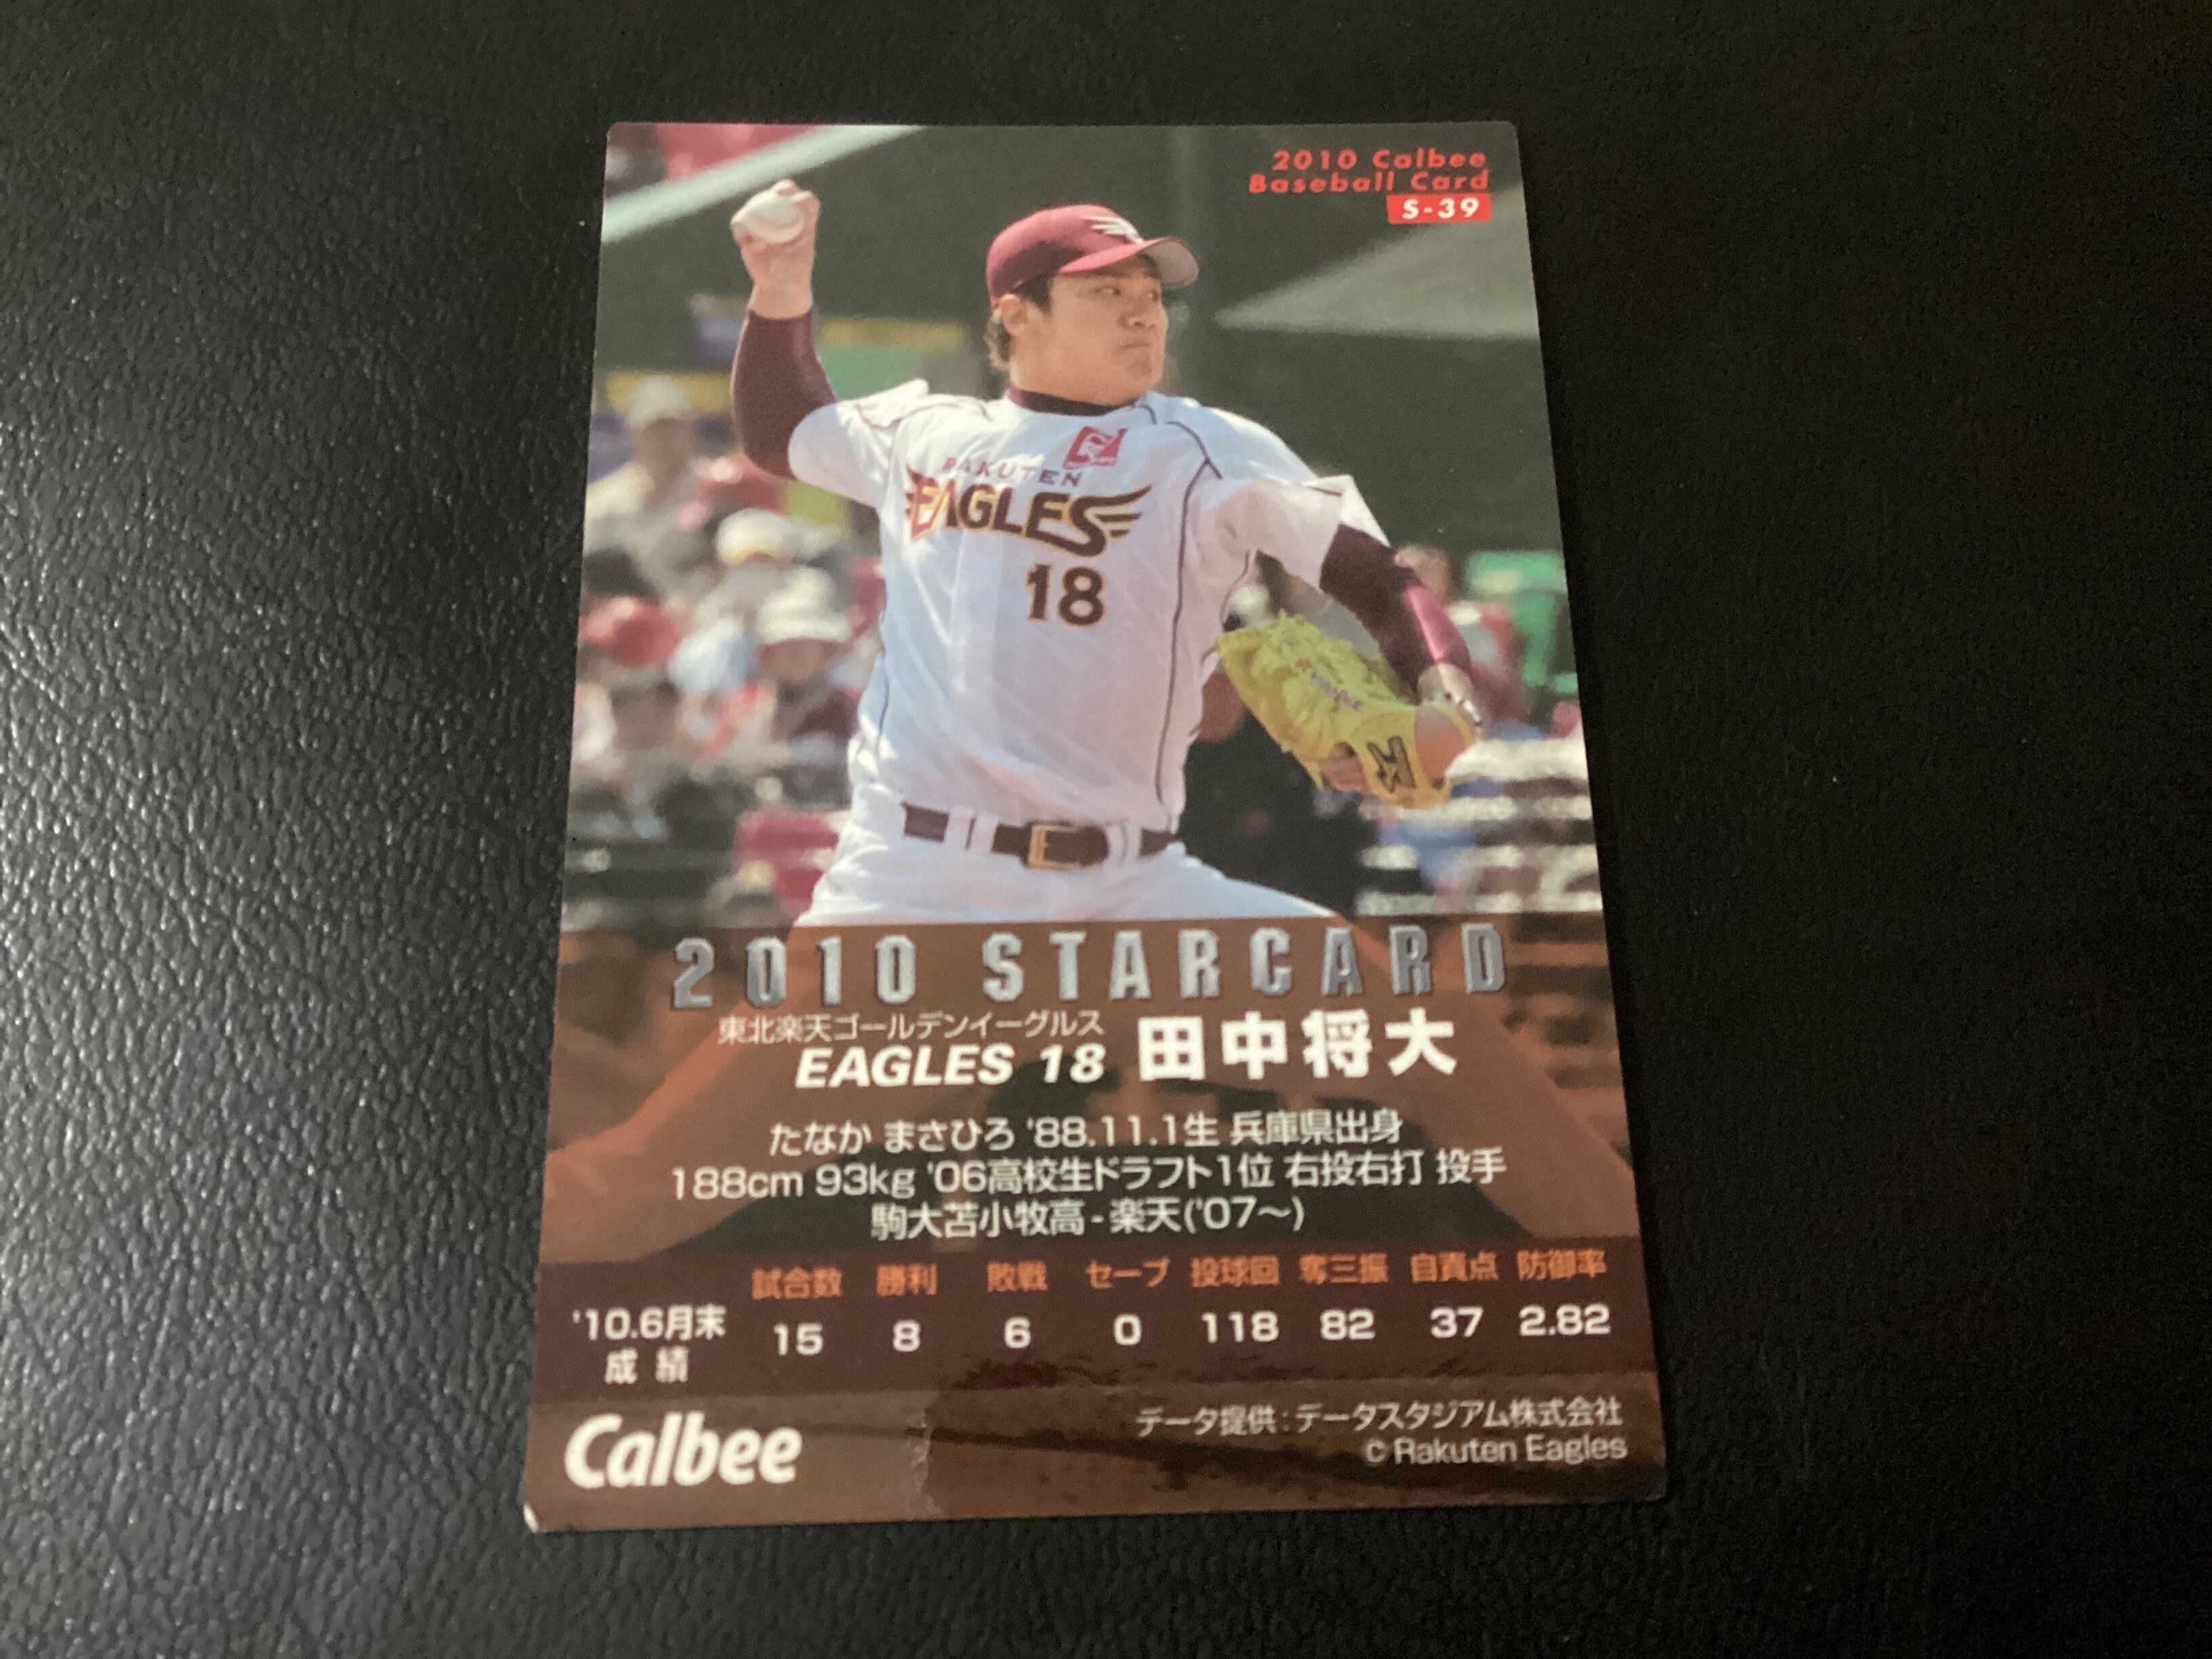 2010 Calbee
Baseball Card
S-39
RAKUTEN
EAGLES
18
2010 STARCARD
東北楽天ゴールデンイーグルス
EAGLES 18 田中将大
たなか まさひろ '88.11.1生 兵庫県出身
188cm 93kg '06高校生ドラフト1位 右投右打 投手
駒大苫小牧高-楽天('07～)
試合数 勝利 敗戦 セーブ 投球回 奪三振 自責点 防御率
'10.6月末 15 8 6 0 118 82 37 2.82
成績
Calbee
データ提供:データスタジアム株式会社
©Rakuten Eagles